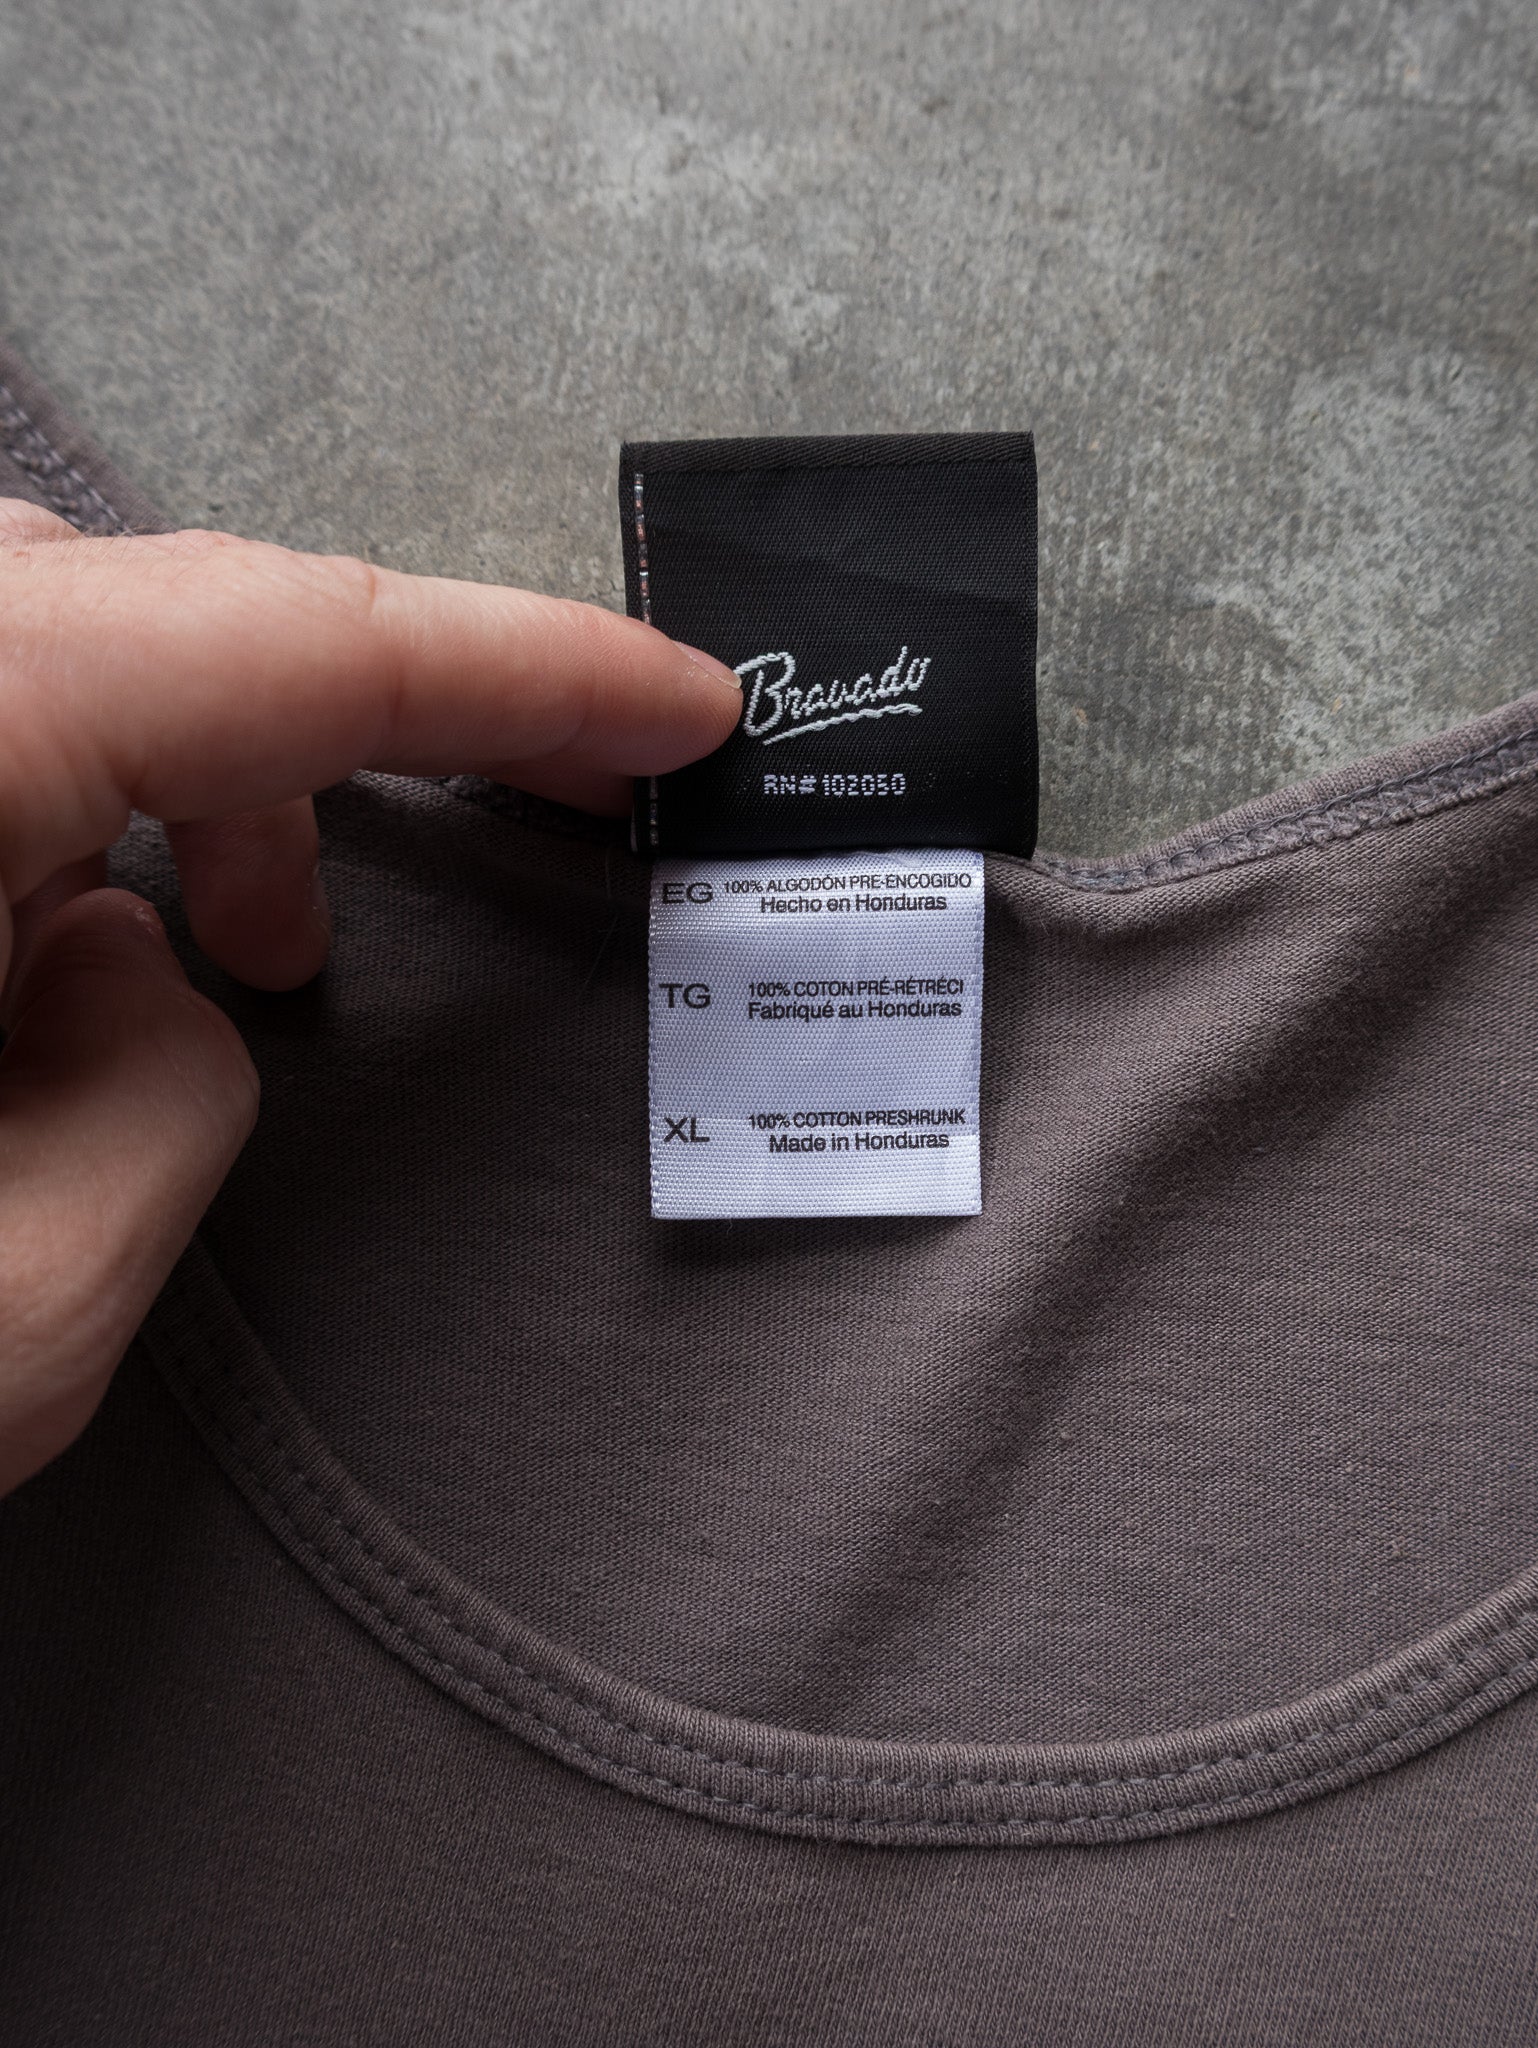 Bravado
RN#102050
EG 100% ALGODÓN PRE-ENCOGIDO
Hecho en Honduras
TG 100% COTON PRÉ-RÉTRÉCI
Fabriqué au Honduras
XL 100% COTTON PRESHRUNK
Made in Honduras